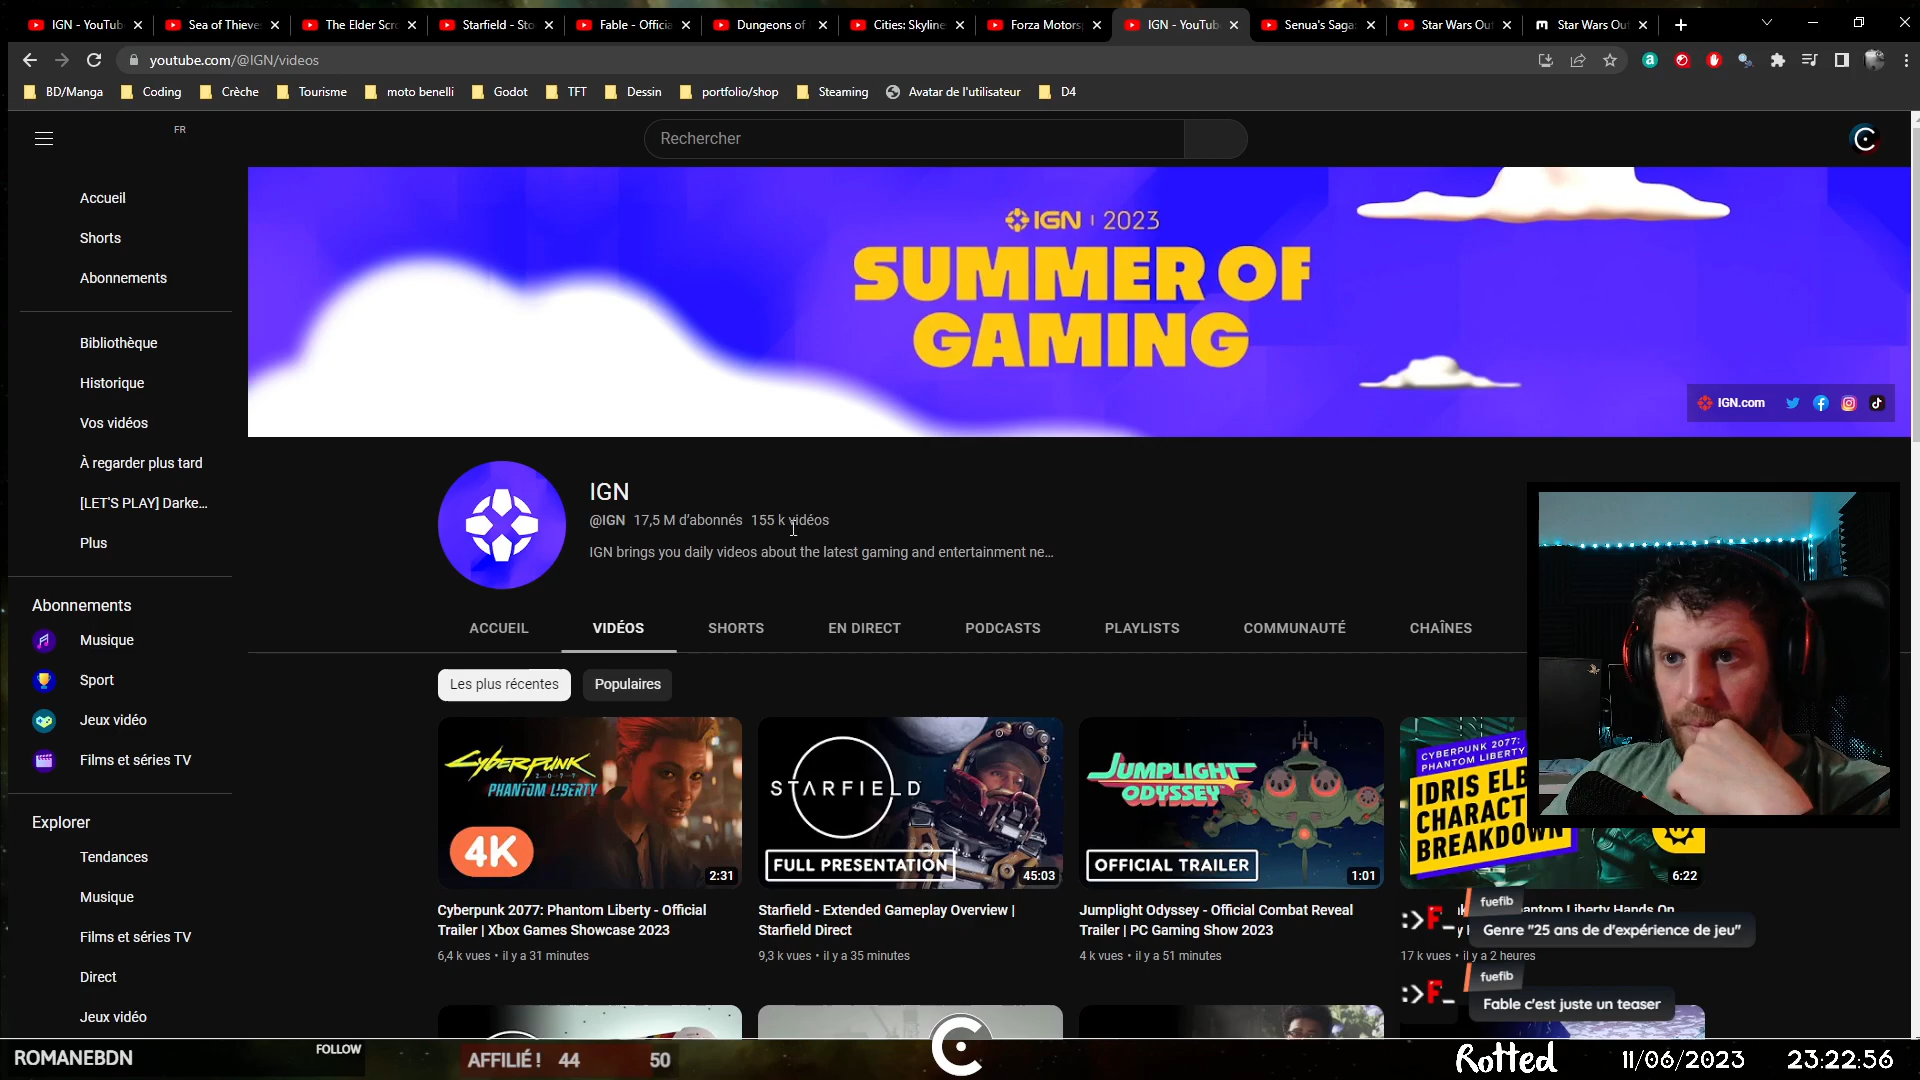 IGN - YouTub
Sea of Thieve
The Elder Scro
Starfield - Sto
Fable - Officia
Dungeons of
Cities: Skyline
Forza Motors
IGN - YouTub
Senua's Saga
Star Wars Out
Star Wars Out
youtube.com/@IGN/videos
BD/Manga
Coding
Crèche
Tourisme
moto benelli
Godot
TFT
Dessin
portfolio/shop
Steaming
Avatar de l'utilisateur
D4
FR
Rechercher
Accueil
Shorts
Abonnements
Bibliothèque
Historique
Vos vidéos
À regarder plus tard
[LET'S PLAY] Darke...
Plus
Abonnements
Musique
Sport
Jeux vidéo
Films et séries TV
Explorer
Tendances
Musique
Films et séries TV
Direct
Jeux vidéo
IGN 2023
SUMMER OF
GAMING
IGN.com
IGN
@IGN 17,5 M d'abonnés 155 k vidéos
IGN brings you daily videos about the latest gaming and entertainment ne...
ACCUEIL
VIDÉOS
SHORTS
EN DIRECT
PODCASTS
PLAYLISTS
COMMUNAUTÉ
CHAÎNES
Les plus récentes
Populaires
CYBERPUNK
2077
PHANTOM LIBERTY
4K
2:31
Cyberpunk 2077: Phantom Liberty - Official
Trailer | Xbox Games Showcase 2023
6,4 k vues • il y a 31 minutes
STARFIELD
FULL PRESENTATION
45:03
Starfield - Extended Gameplay Overview |
Starfield Direct
9,3 k vues • il y a 35 minutes
JUMPLIGHT
ODYSSEY
OFFICIAL TRAILER
1:01
Jumplight Odyssey - Official Combat Reveal
Trailer | PC Gaming Show 2023
4 k vues • il y a 51 minutes
CYBERPUNK 2077:
PHANTOM LIBERTY
IDRIS ELB
CHARACT
BREAKDOWN
6:22
antom Liberty Hands On
17 k vues • il y a 2 heures
fuefib
Genre "25 ans de d'expérience de jeu"
fuefib
Fable c'est juste un teaser
ROMANEBDN
FOLLOW
AFFILIÉ !
44
50
Rotted
11/06/2023
23:22:56